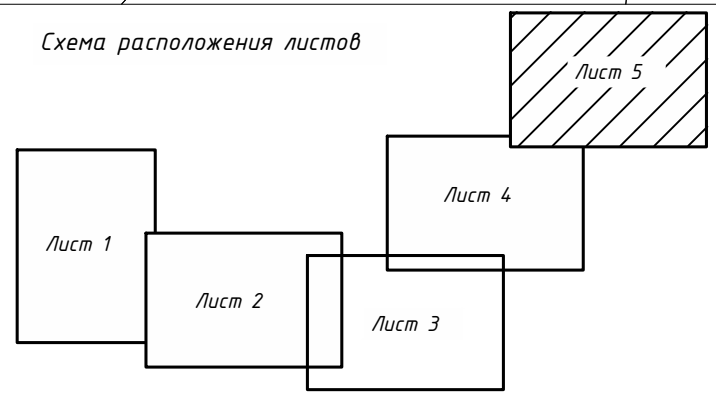 Схема расположения листов
Лист 5
Лист 4
Лист 1
Лист 2
Лист 3